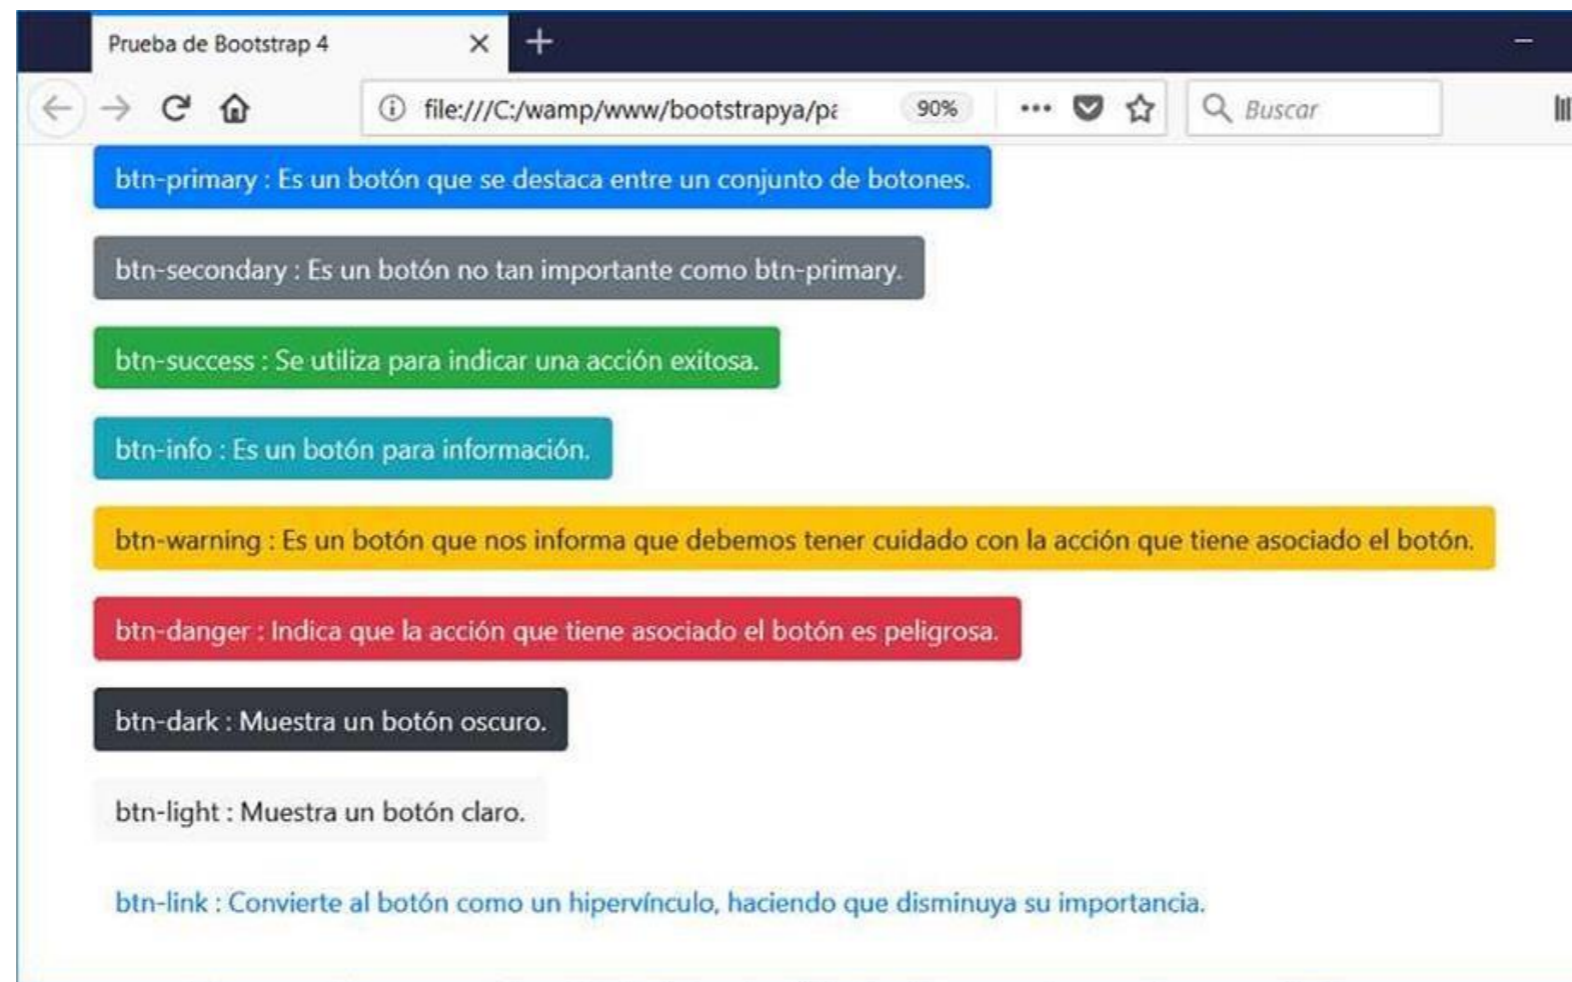 Prueba de Bootstrap 4
file:///C:/wamp/www/bootstrapya/pa 90% Buscar
btn-primary : Es un botón que se destaca entre un conjunto de botones.
btn-secondary : Es un botón no tan importante como btn-primary.
btn-success : Se utiliza para indicar una acción exitosa.
btn-info : Es un botón para información.
btn-warning : Es un botón que nos informa que debemos tener cuidado con la acción que tiene asociado el botón.
btn-danger : Indica que la acción que tiene asociado el botón es peligrosa.
btn-dark : Muestra un botón oscuro.
btn-light : Muestra un botón claro.
btn-link : Convierte al botón como un hipervínculo, haciendo que disminuya su importancia.